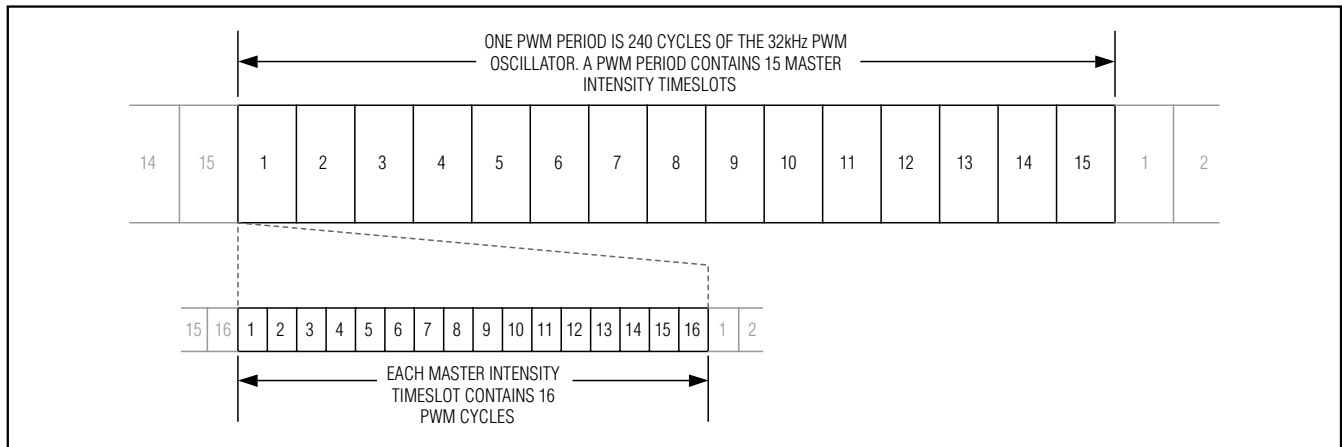 ONE PWM PERIOD IS 240 CYCLES OF THE 32kHz PWM
OSCILLATOR. A PWM PERIOD CONTAINS 15 MASTER
INTENSITY TIMESLOTS
14 15 1 2 3 4 5 6 7 8 9 10 11 12 13 14 15 1 2
15 16 1 2 3 4 5 6 7 8 9 10 11 12 13 14 15 16 1 2
EACH MASTER INTENSITY
TIMESLOT CONTAINS 16
PWM CYCLES